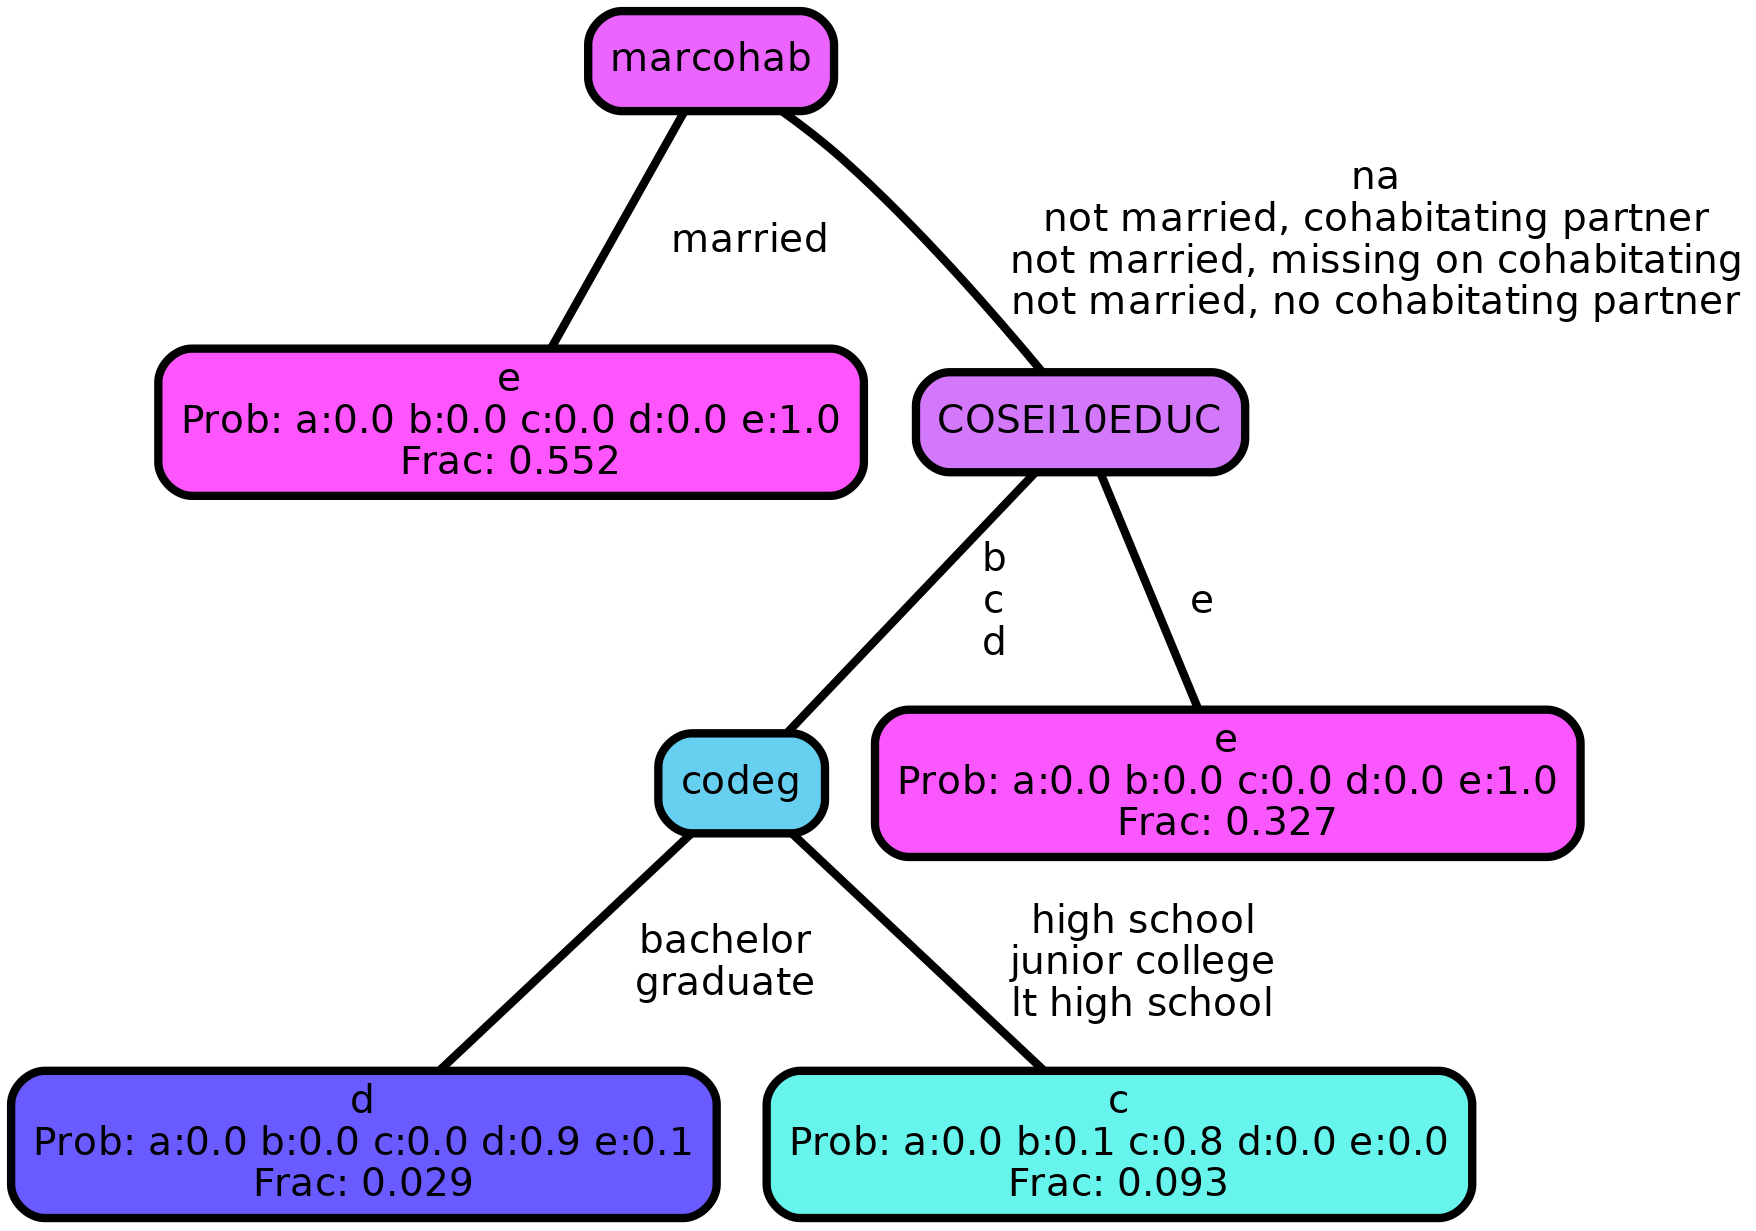 marcohab
married
na
not married, cohabitating partner
not married, missing on cohabitating
not married, no cohabitating partner
e
Prob: a:0.0 b:0.0 c:0.0 d:0.0 e:1.0
Frac: 0.552
COSEI10EDUC
b
c
d
e
codeg
e
Prob: a:0.0 b:0.0 c:0.0 d:0.0 e:1.0
Frac: 0.327
bachelor
graduate
high school
junior college
lt high school
d
Prob: a:0.0 b:0.0 c:0.0 d:0.9 e:0.1
Frac: 0.029
c
Prob: a:0.0 b:0.1 c:0.8 d:0.0 e:0.0
Frac: 0.093